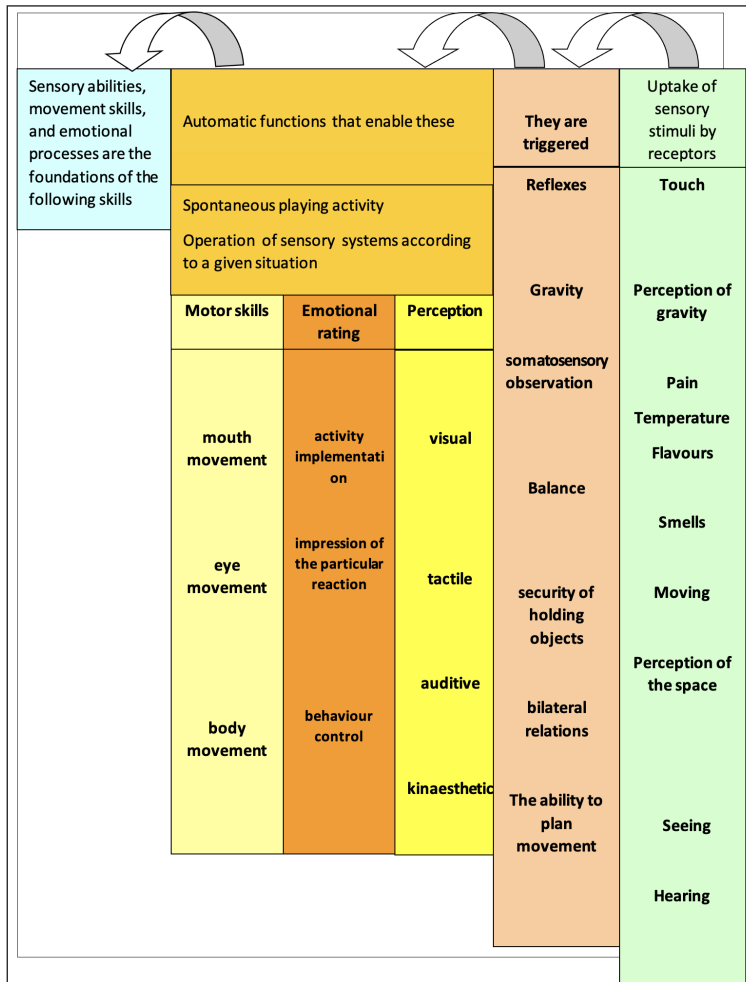 Sensory abilities,
movement skills,
and emotional
processes are the
foundations of the
following skills
Automatic functions that enable these
Spontaneous playing activity
Operation of sensory systems according
to a given situation
Motor skills
mouth
movement
eye
movement
body
movement
Emotional
rating
activity
implementati
on
impression of
the particular
reaction
behaviour
control
Perception
visual
tactile
auditive
kinaesthetic
They are
triggered
Reflexes
Gravity
somatosensory
observation
Balance
security of
holding
objects
bilateral
relations
The ability to
plan
movement
Uptake of
sensory
stimuli by
receptors
Touch
Perception of
gravity
Pain
Temperature
Flavours
Smells
Moving
Perception of
the space
Seeing
Hearing